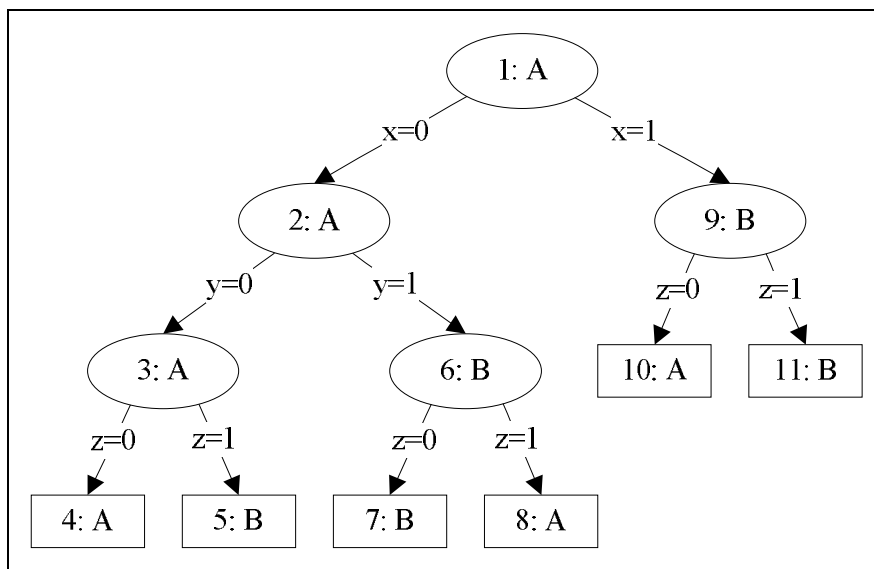 1: A
x=0
x=1
2: A
9: B
y=0
y=1
z=0
z=1
3: A
6: B
10: A
11: B
z=0
z=1
z=0
z=1
4: A
5: B
7: B
8: A